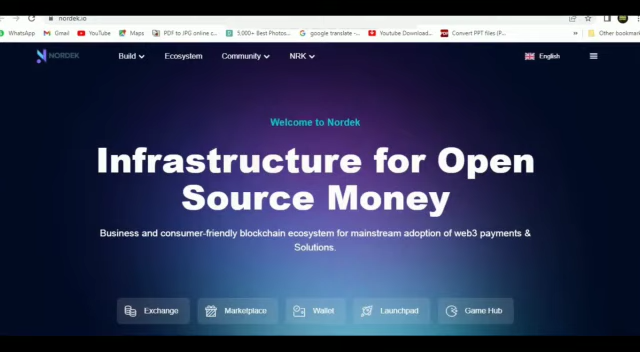 nordek.io
WhatsApp Gmail YouTube Maps PDF to JPG online c... 5,000+ Best Photos... google translate -... Youtube Download... Convert PPT files (P... » Other bookmark
NORDEK Build Ecosystem Community NRK English
Welcome to Nordek
Infrastructure for Open
Source Money
Business and consumer-friendly blockchain ecosystem for mainstream adoption of web3 payments &
Solutions.
Exchange Marketplace Wallet Launchpad Game Hub